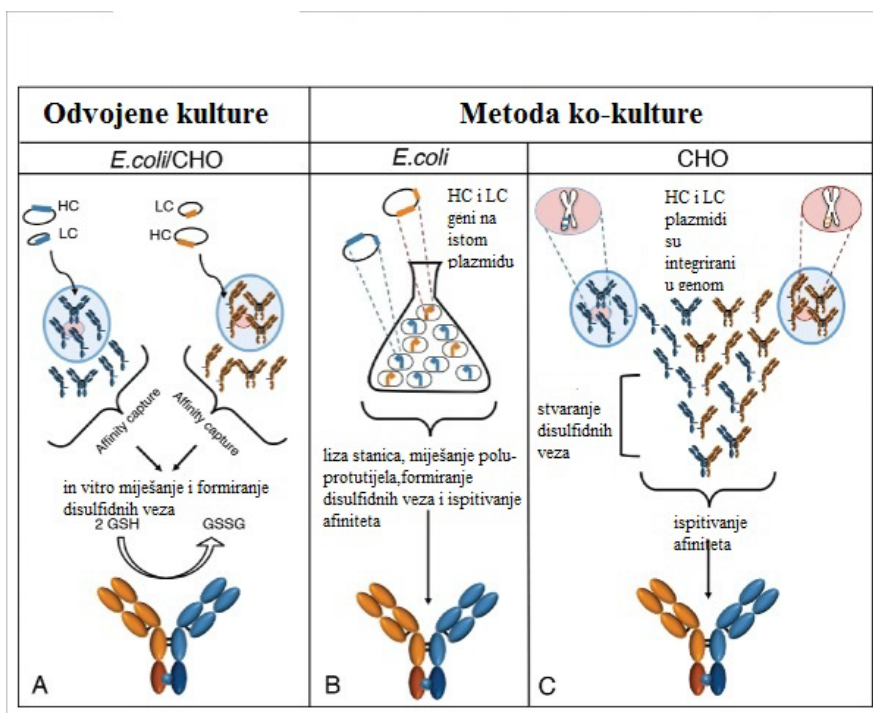 Odvojene kulture
Metoda ko-kulture
E.coli/CHO
E.coli
CHO
HC
LC
LC
HC
Affinity capture
Affinity capture
in vitro miješanje i formiranje
disulfidnih veza
2 GSH
GSSG
A
HC i LC
geni na
istom
plazmidu
liza stanica, miješanje polu-
protutijela,formiranje
disulfidnih veza i ispitivanje
afiniteta
B
HC i LC
plazmidi
su
integrirani
u genom
stvaranje
disulfidnih
veza
ispitivanje
afiniteta
C